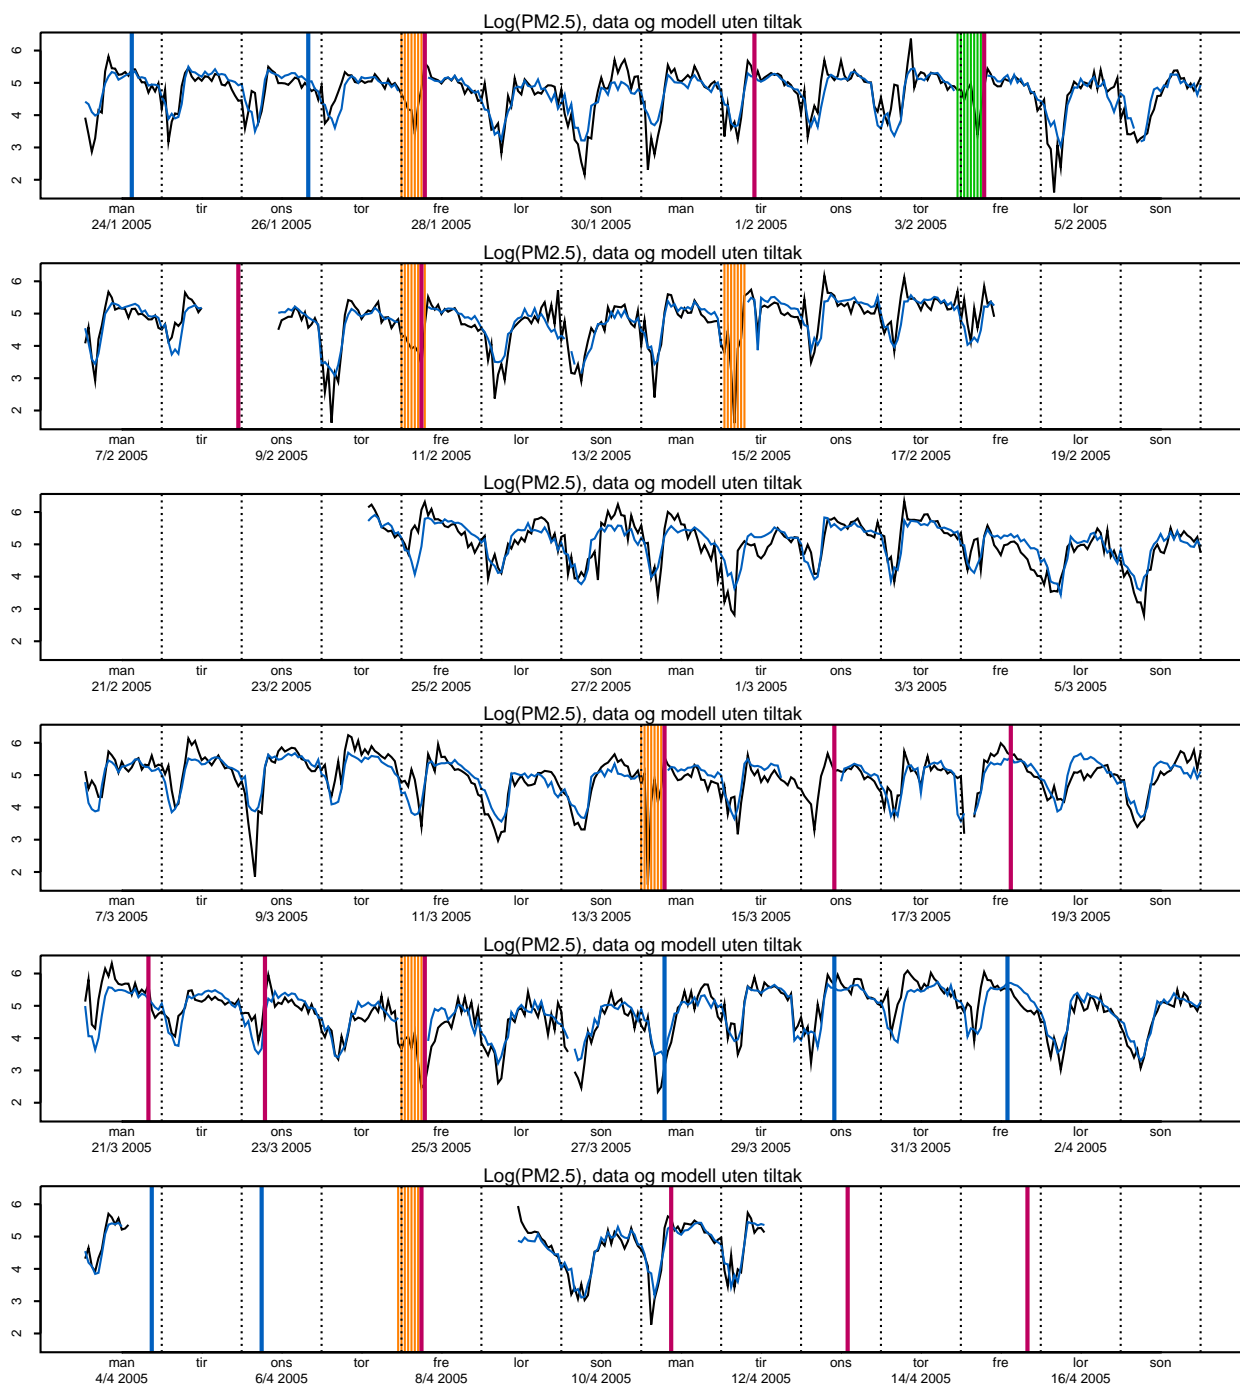 Log(PM2.5), data og modell uten tiltak
6
5
4
3
2
man tir ons tor fre lor son man tir ons tor fre lor son
24/1 2005 26/1 2005 28/1 2005 30/1 2005 1/2 2005 3/2 2005 5/2 2005
Log(PM2.5), data og modell uten tiltak
6
5
4
3
2
man tir ons tor fre lor son man tir ons tor fre lor son
7/2 2005 9/2 2005 11/2 2005 13/2 2005 15/2 2005 17/2 2005 19/2 2005
Log(PM2.5), data og modell uten tiltak
6
5
4
3
2
man tir ons tor fre lor son man tir ons tor fre lor son
21/2 2005 23/2 2005 25/2 2005 27/2 2005 1/3 2005 3/3 2005 5/3 2005
Log(PM2.5), data og modell uten tiltak
6
5
4
3
2
man tir ons tor fre lor son man tir ons tor fre lor son
7/3 2005 9/3 2005 11/3 2005 13/3 2005 15/3 2005 17/3 2005 19/3 2005
Log(PM2.5), data og modell uten tiltak
6
5
4
3
2
man tir ons tor fre lor son man tir ons tor fre lor son
21/3 2005 23/3 2005 25/3 2005 27/3 2005 29/3 2005 31/3 2005 2/4 2005
Log(PM2.5), data og modell uten tiltak
6
5
4
3
2
man tir ons tor fre lor son man tir ons tor fre lor son
4/4 2005 6/4 2005 8/4 2005 10/4 2005 12/4 2005 14/4 2005 16/4 2005